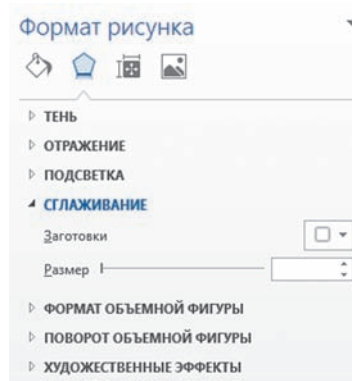 Формат рисунка
ТЕНЬ
ОТРАЖЕНИЕ
ПОДСВЕТКА
СГЛАЖИВАНИЕ
Заготовки
Размер
ФОРМАТ ОБЪЕМНОЙ ФИГУРЫ
ПОВОРОТ ОБЪЕМНОЙ ФИГУРЫ
ХУДОЖЕСТВЕННЫЕ ЭФФЕКТЫ